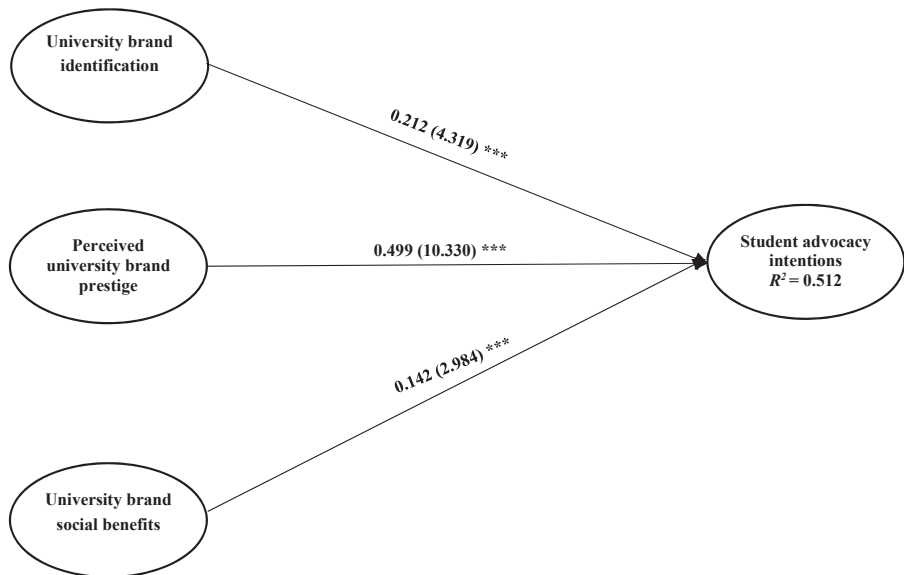 University brand
identification
0.212 (4.319) ***
Perceived
university brand
prestige
0.499 (10.330) ***
Student advocacy
intentions
R² = 0.512
0.142 (2.984) ***
University brand
social benefits